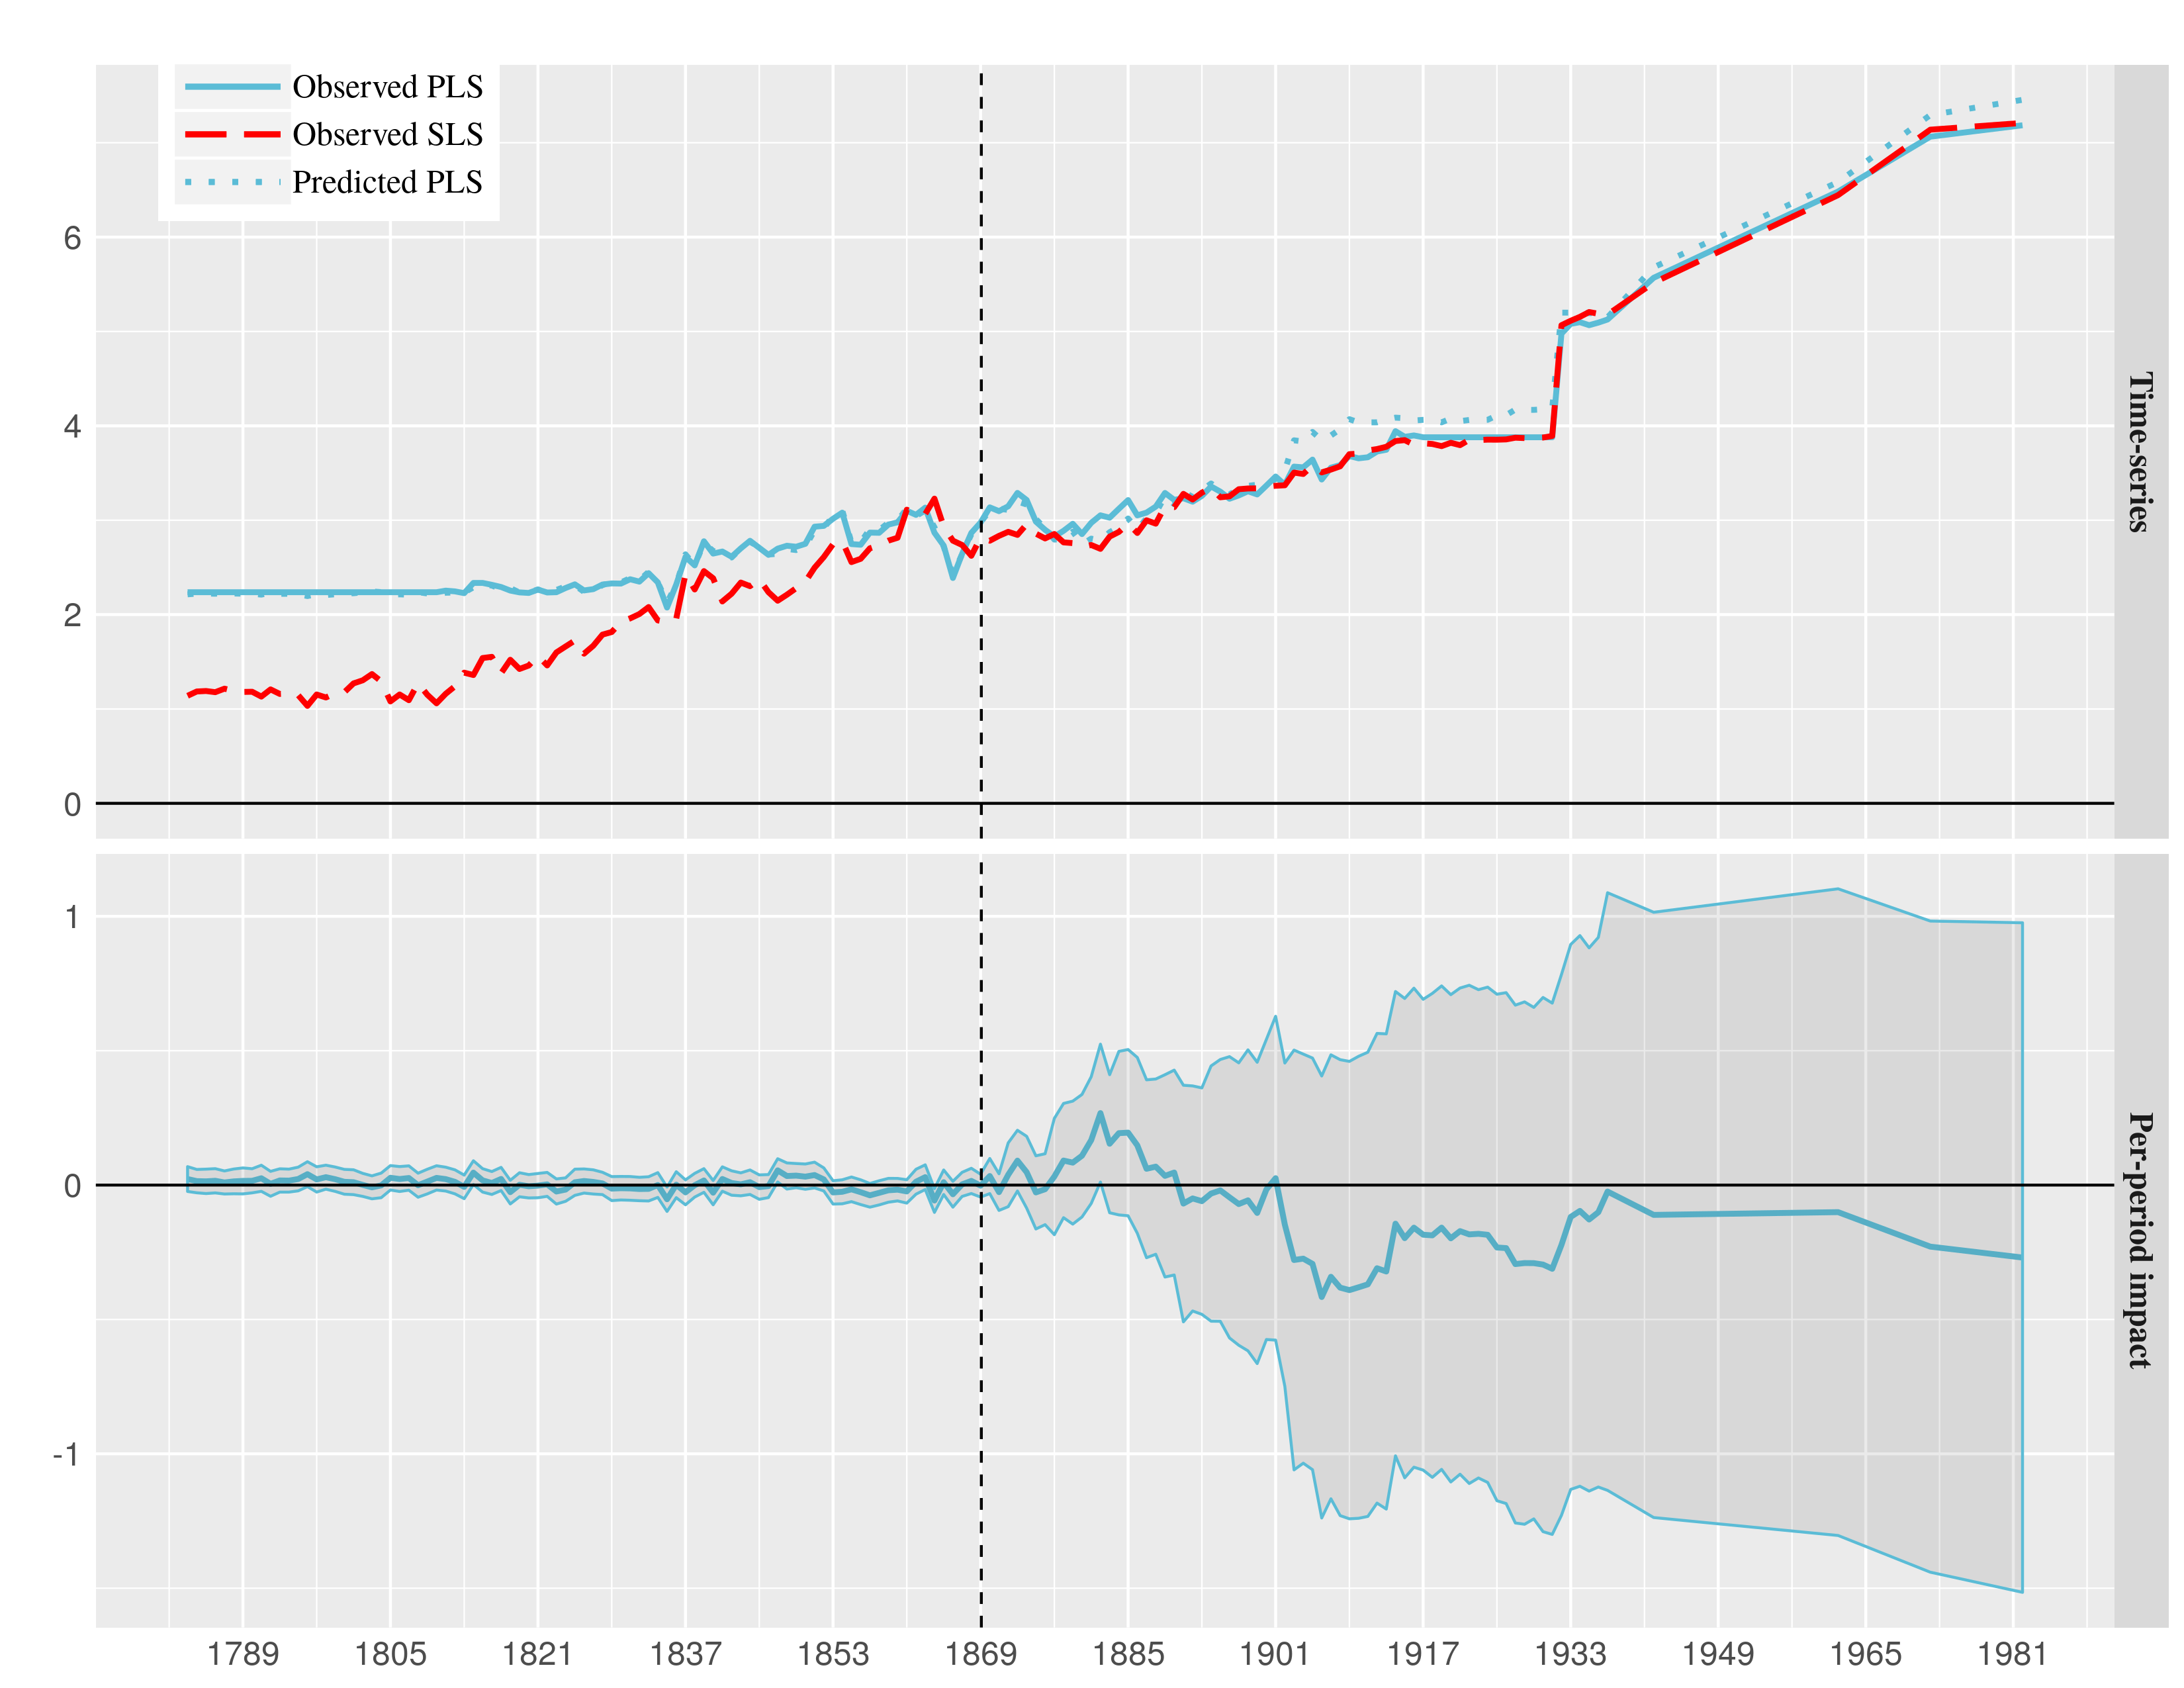 Observed PLS
Observed SLS
Predicted PLS
6
4
2
0
Time-series
1
0
-1
Per-period impact
1789 1805 1821 1837 1853 1869 1885 1901 1917 1933 1949 1965 1981